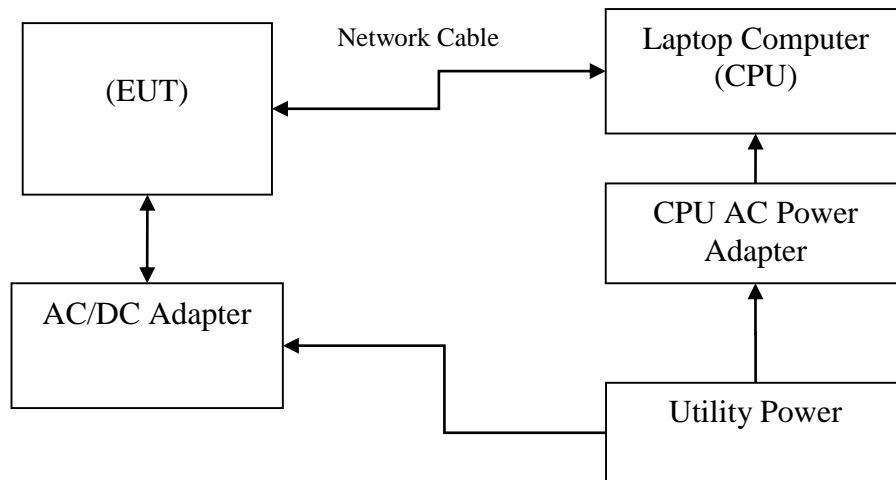 (EUT)
Network Cable
Laptop Computer
(CPU)
CPU AC Power
Adapter
AC/DC Adapter
Utility Power